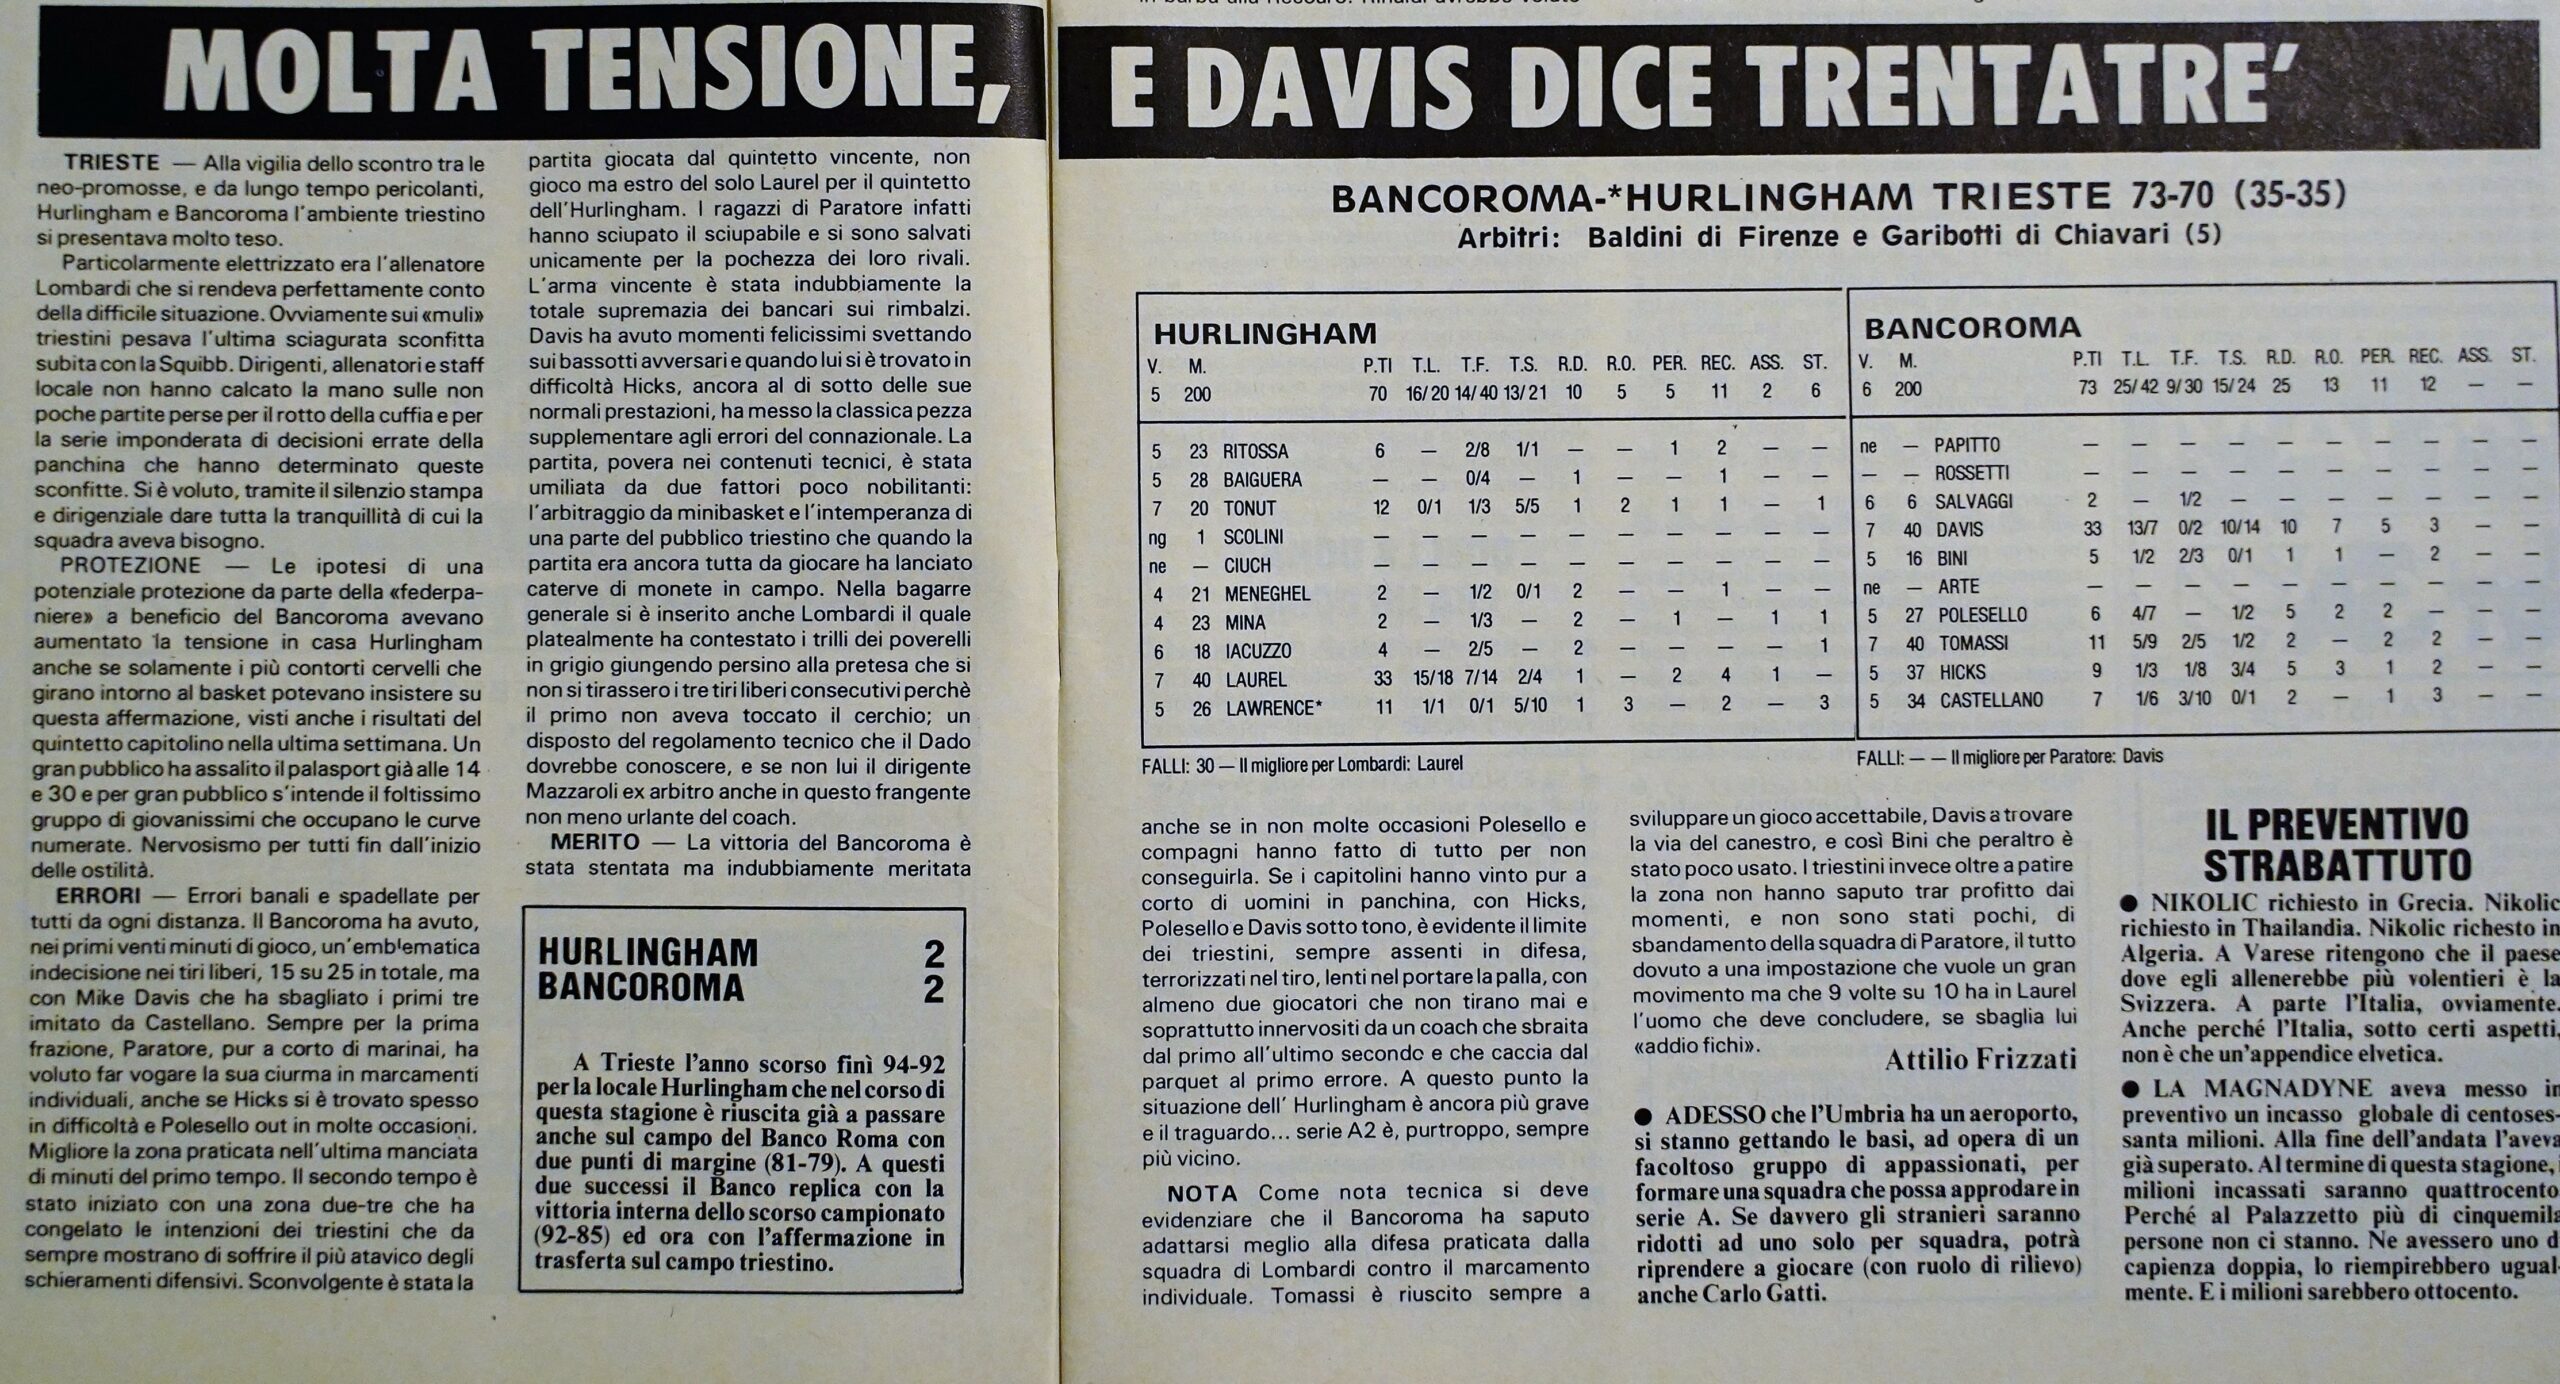 MOLTA TENSIONE,
E DAVIS DICE TRENTATRE'
TRIESTE — Alla vigilia dello scontro tra le
neo-promosse, e da lungo tempo pericolanti,
Hurlingham e Bancoroma l'ambiente triestino
si presentava molto teso.
Particolarmente elettrizzato era l'allenatore
Lombardi che si rendeva perfettamente conto
della difficile situazione. Ovviamente sui «muli»
triestini pesava l'ultima sciagurata sconfitta
subita con la Squibb. Dirigenti, allenatori e staff
locale non hanno calcato la mano sulle non
poche partite perse per il rotto della cuffia e per
la serie imponderata di decisioni errate della
panchina che hanno determinato queste
sconfitte. Si è voluto, tramite il silenzio stampa
e dirigenziale dare tutta la tranquillità di cui la
squadra aveva bisogno.
PROTEZIONE — Le ipotesi di una
potenziale protezione da parte della «federpa-
niere» a beneficio del Bancoroma avevano
aumentato la tensione in casa Hurlingham
anche se solamente i più contorti cervelli che
girano intorno al basket potevano insistere su
questa affermazione, visti anche i risultati del
quintetto capitolino nella ultima settimana. Un
gran pubblico ha assalito il palasport già alle 14
e 30 e per gran pubblico s'intende il foltissimo
gruppo di giovanissimi che occupano le curve
numerate. Nervosismo per tutti fin dall'inizio
delle ostilità.
ERRORI — Errori banali e spadellate per
tutti da ogni distanza. Il Bancoroma ha avuto,
nei primi venti minuti di gioco, un'emblematica
indecisione nei tiri liberi, 15 su 25 in totale, ma
con Mike Davis che ha sbagliato i primi tre
imitato da Castellano. Sempre per la prima
frazione, Paratore, pur a corto di marinai, ha
voluto far vogare la sua ciurma in marcamenti
individuali, anche se Hicks si è trovato spesso
in difficoltà e Polesello out in molte occasioni.
Migliore la zona praticata nell'ultima manciata
di minuti del primo tempo. Il secondo tempo è
stato iniziato con una zona due-tre che ha
congelato le intenzioni dei triestini che da
sempre mostrano di soffrire il più atavico degli
schieramenti difensivi. Sconvolgente è stata la
partita giocata dal quintetto vincente, non
gioco ma estro del solo Laurel per il quintetto
dell'Hurlingham. I ragazzi di Paratore infatti
hanno sciupato il sciupabile e si sono salvati
unicamente per la pochezza dei loro rivali.
L'arma vincente è stata indubbiamente la
totale supremazia dei bancari sui rimbalzi.
Davis ha avuto momenti felicissimi svettando
sui bassotti avversari e quando lui si è trovato in
difficoltà Hicks, ancora al di sotto delle sue
normali prestazioni, ha messo la classica pezza
supplementare agli errori del connazionale. La
partita, povera nei contenuti tecnici, è stata
umiliata da due fattori poco nobilitanti:
l'arbitraggio da minibasket e l'intemperanza di
una parte del pubblico triestino che quando la
partita era ancora tutta da giocare ha lanciato
caterve di monete in campo. Nella bagarre
generale si è inserito anche Lombardi il quale
platealmente ha contestato i trilli dei poverelli
in grigio giungendo persino alla pretesa che si
non si tirassero i tre tiri liberi consecutivi perchè
il primo non aveva toccato il cerchio; un
disposto del regolamento tecnico che il Dado
dovrebbe conoscere, e se non lui il dirigente
Mazzaroli ex arbitro anche in questo frangente
non meno urlante del coach.
MERITO — La vittoria del Bancoroma è
stata stentata ma indubbiamente meritata
HURLINGHAM 2
BANCOROMA 2
A Trieste l'anno scorso finì 94-92
per la locale Hurlingham che nel corso di
questa stagione è riuscita già a passare
anche sul campo del Banco Roma con
due punti di margine (81-79). A questi
due successi il Banco replica con la
vittoria interna dello scorso campionato
(92-85) ed ora con l'affermazione in
trasferta sul campo triestino.
BANCOROMA-*HURLINGHAM TRIESTE 73-70 (35-35)
Arbitri: Baldini di Firenze e Garibotti di Chiavari (5)
HURLINGHAM
V. M. P.TI T.L. T.F. T.S. R.D. R.O. PER. REC. ASS. ST.
5 200 70 16/20 14/40 13/21 10 5 5 11 2 6
5 23 RITOSSA 6 — 2/8 1/1 — — 1 2 — —
5 28 BAIGUERA — — 0/4 — 1 — — 1 — —
7 20 TONUT 12 0/1 1/3 5/5 1 2 1 1 — 1
ng 1 SCOLINI — — — — — — — — — —
ne — CIUCH — — — — — — — — — —
4 21 MENEGHEL 2 — 1/2 0/1 2 — — 1 — —
4 23 MINA 2 — 1/3 — 2 — 1 — 1 1
6 18 IACUZZO 4 — 2/5 — 2 — — — — 1
7 40 LAUREL 33 15/18 7/14 2/4 1 — 2 4 1 —
5 26 LAWRENCE* 11 1/1 0/1 5/10 1 3 — 2 — 3
FALLI: 30 — Il migliore per Lombardi: Laurel
BANCOROMA
V. M. P.TI T.L. T.F. T.S. R.D. R.O. PER. REC. ASS. ST.
6 200 73 25/42 9/30 15/24 25 13 11 12 — —
ne — PAPITTO — — — — — — — — — —
— — ROSSETTI — — — — — — — — — —
6 6 SALVAGGI 2 — 1/2 — — — — — — —
7 40 DAVIS 33 13/7 0/2 10/14 10 7 5 3 — —
5 16 BINI 5 1/2 2/3 0/1 1 1 — 2 — —
ne — ARTE — — — — — — — — — —
5 27 POLESELLO 6 4/7 — 1/2 5 2 2 — — —
7 40 TOMASSI 11 5/9 2/5 1/2 2 — 2 2 — —
5 37 HICKS 9 1/3 1/8 3/4 5 3 1 2 — —
5 34 CASTELLANO 7 1/6 3/10 0/1 2 — 1 3 — —
FALLI: — — Il migliore per Paratore: Davis
anche se in non molte occasioni Polesello e
compagni hanno fatto di tutto per non
conseguirla. Se i capitolini hanno vinto pur a
corto di uomini in panchina, con Hicks,
Polesello e Davis sotto tono, è evidente il limite
dei triestini, sempre assenti in difesa,
terrorizzati nel tiro, lenti nel portare la palla, con
almeno due giocatori che non tirano mai e
soprattutto innervositi da un coach che sbraita
dal primo all'ultimo secondo e che caccia dal
parquet al primo errore. A questo punto la
situazione dell' Hurlingham è ancora più grave
e il traguardo... serie A2 è, purtroppo, sempre
più vicino.
NOTA Come nota tecnica si deve
evidenziare che il Bancoroma ha saputo
adattarsi meglio alla difesa praticata dalla
squadra di Lombardi contro il marcamento
individuale. Tomassi è riuscito sempre a
sviluppare un gioco accettabile, Davis a trovare
la via del canestro, e così Bini che peraltro è
stato poco usato. I triestini invece oltre a patire
la zona non hanno saputo trar profitto dai
momenti, e non sono stati pochi, di
sbandamento della squadra di Paratore, il tutto
dovuto a una impostazione che vuole un gran
movimento ma che 9 volte su 10 ha in Laurel
l'uomo che deve concludere, se sbaglia lui
«addio fichi».
Attilio Frizzati
● ADESSO che l'Umbria ha un aeroporto,
si stanno gettando le basi, ad opera di un
facoltoso gruppo di appassionati, per
formare una squadra che possa approdare in
serie A. Se davvero gli stranieri saranno
ridotti ad uno solo per squadra, potrà
riprendere a giocare (con ruolo di rilievo)
anche Carlo Gatti.
IL PREVENTIVO
STRABATTUTO
● NIKOLIC richiesto in Grecia. Nikolic
richiesto in Thailandia. Nikolic richesto in
Algeria. A Varese ritengono che il paese
dove egli allenerebbe più volentieri è la
Svizzera. A parte l'Italia, ovviamente.
Anche perché l'Italia, sotto certi aspetti,
non è che un'appendice elvetica.
● LA MAGNADYNE aveva messo in
preventivo un incasso globale di centoses-
santa milioni. Alla fine dell'andata l'aveva
già superato. Al termine di questa stagione, i
milioni incassati saranno quattrocento.
Perché al Palazzetto più di cinquemila
persone non ci stanno. Ne avessero uno d
capienza doppia, lo riempirebbero ugual-
mente. E i milioni sarebbero ottocento.